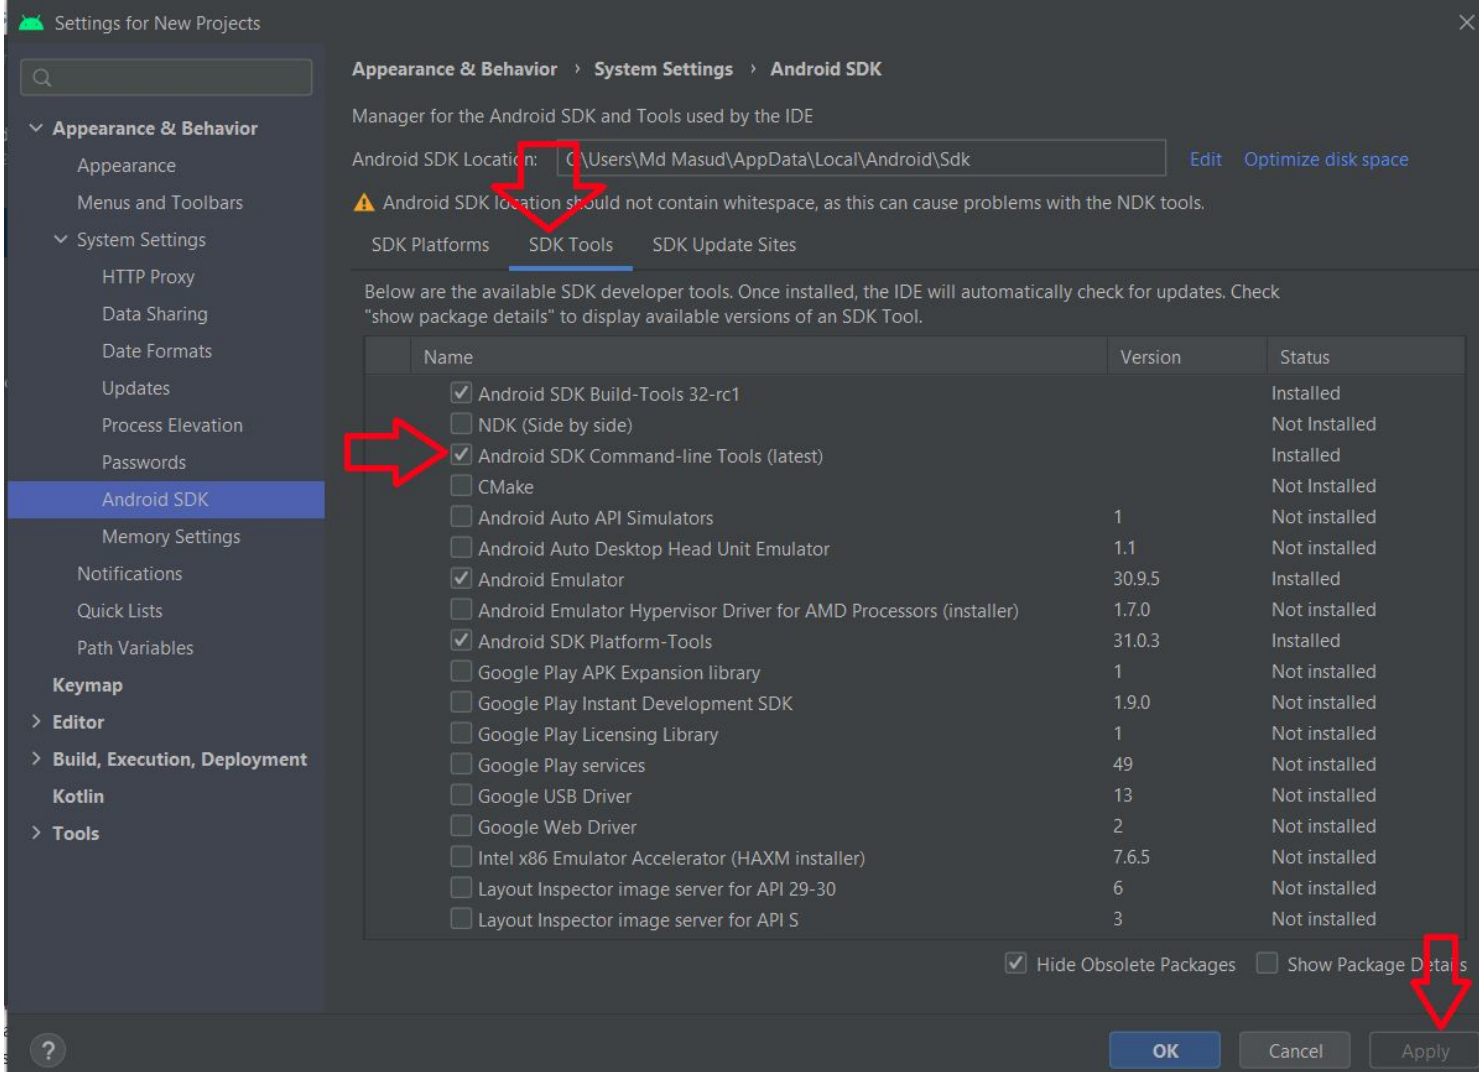 Settings for New Projects
Appearance & Behavior
Appearance
Menus and Toolbars
System Settings
HTTP Proxy
Data Sharing
Date Formats
Updates
Process Elevation
Passwords
Android SDK
Memory Settings
Notifications
Quick Lists
Path Variables
Keymap
Editor
Build, Execution, Deployment
Kotlin
Tools
Appearance & Behavior › System Settings › Android SDK
Manager for the Android SDK and Tools used by the IDE
Android SDK Location: C:\Users\Md Masud\AppData\Local\Android\Sdk Edit Optimize disk space
Android SDK location should not contain whitespace, as this can cause problems with the NDK tools.
SDK Platforms SDK Tools SDK Update Sites
Below are the available SDK developer tools. Once installed, the IDE will automatically check for updates. Check
"show package details" to display available versions of an SDK Tool.
Name Version Status
Android SDK Build-Tools 32-rc1 Installed
NDK (Side by side) Not Installed
Android SDK Command-line Tools (latest) Installed
CMake Not Installed
Android Auto API Simulators 1 Not installed
Android Auto Desktop Head Unit Emulator 1.1 Not installed
Android Emulator 30.9.5 Installed
Android Emulator Hypervisor Driver for AMD Processors (installer) 1.7.0 Not installed
Android SDK Platform-Tools 31.0.3 Installed
Google Play APK Expansion library 1 Not installed
Google Play Instant Development SDK 1.9.0 Not installed
Google Play Licensing Library 1 Not installed
Google Play services 49 Not installed
Google USB Driver 13 Not installed
Google Web Driver 2 Not installed
Intel x86 Emulator Accelerator (HAXM installer) 7.6.5 Not installed
Layout Inspector image server for API 29-30 6 Not installed
Layout Inspector image server for API S 3 Not installed
Hide Obsolete Packages Show Package Details
? OK Cancel Apply